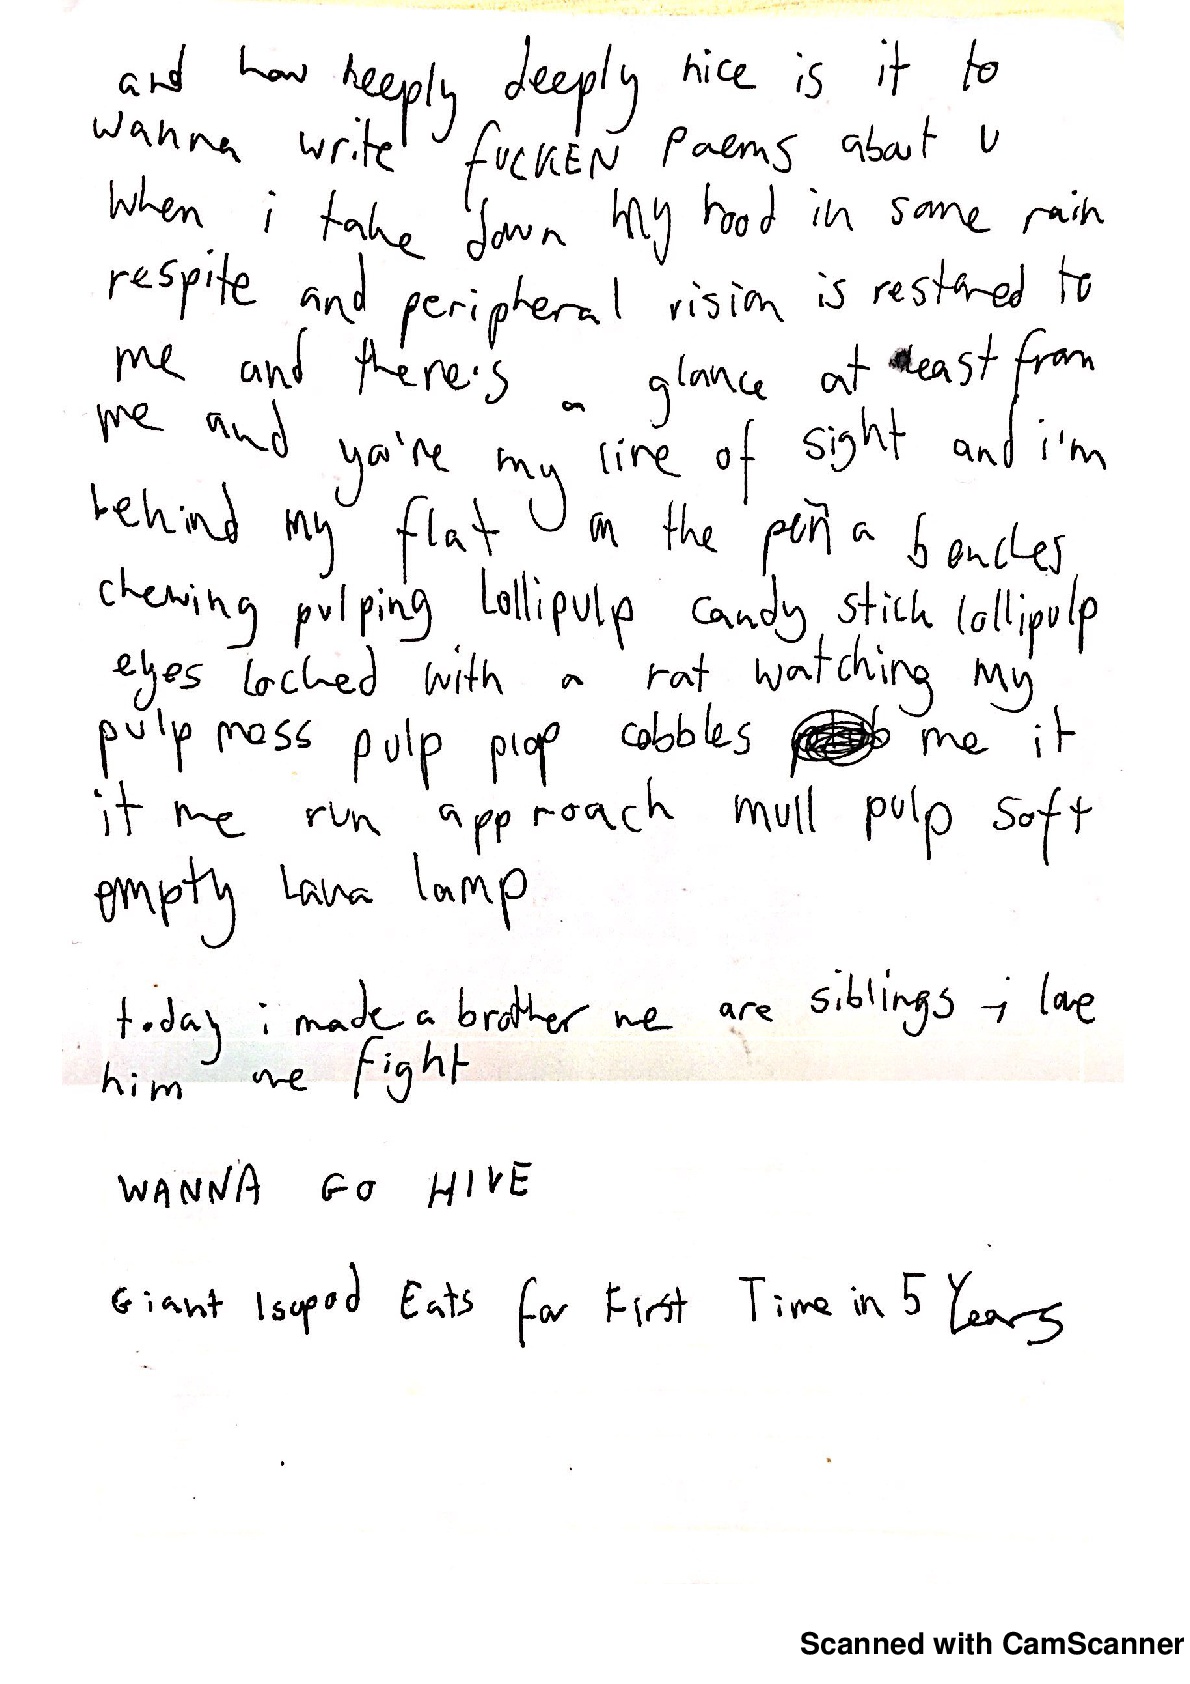 and how heeply deeply nice is it to
wanna write fUCKEN poems about u
when i take down my hood in some rain
respite and peripheral vision is restored to
me and there's a glance at east from
me and you're my line of sight and i'm
behind my flat on the peña boncles
chewing pulping lollipulp candy stick lollipulp
eyes locked with a rat watching my
pulp mass pulp plop cobbles me it
it me run approach mull pulp soft
empty lava lamp
today i made a brother we are siblings i love
him we fight
WANNA GO HIVE
Giant Isopod Eats for First Time in 5 Years
Scanned with CamScanner